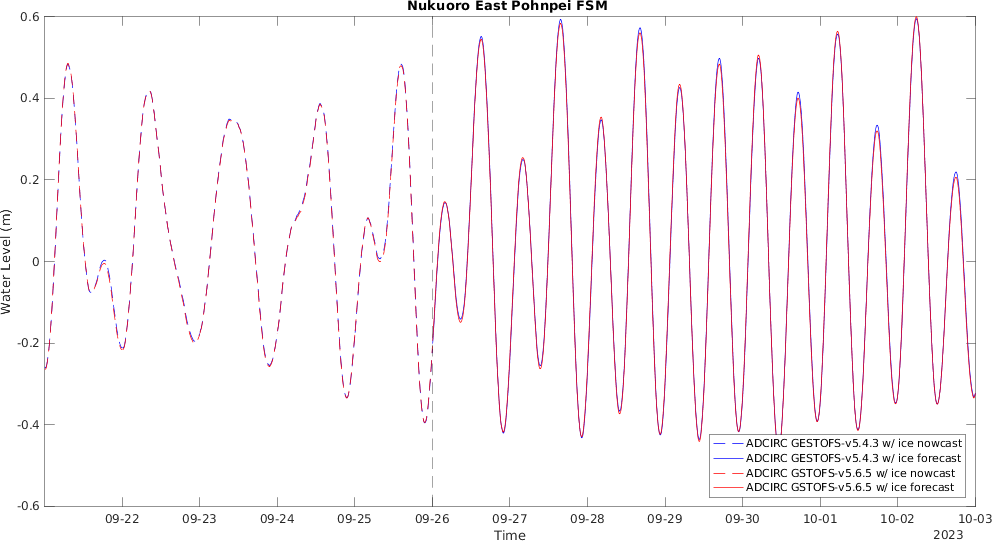 Nukuoro East Pohnpei FSM
0.6
0.4
0.2
0
-0.2
-0.4
-0.6
Water Level (m)
ADCIRC GESTOFS-v5.4.3 w/ ice nowcast
ADCIRC GESTOFS-v5.4.3 w/ ice forecast
ADCIRC GSTOFS-v5.6.5 w/ ice nowcast
ADCIRC GSTOFS-v5.6.5 w/ ice forecast
09-22 09-23 09-24 09-25 09-26 09-27 09-28 09-29 09-30 10-01 10-02 10-03
Time
2023